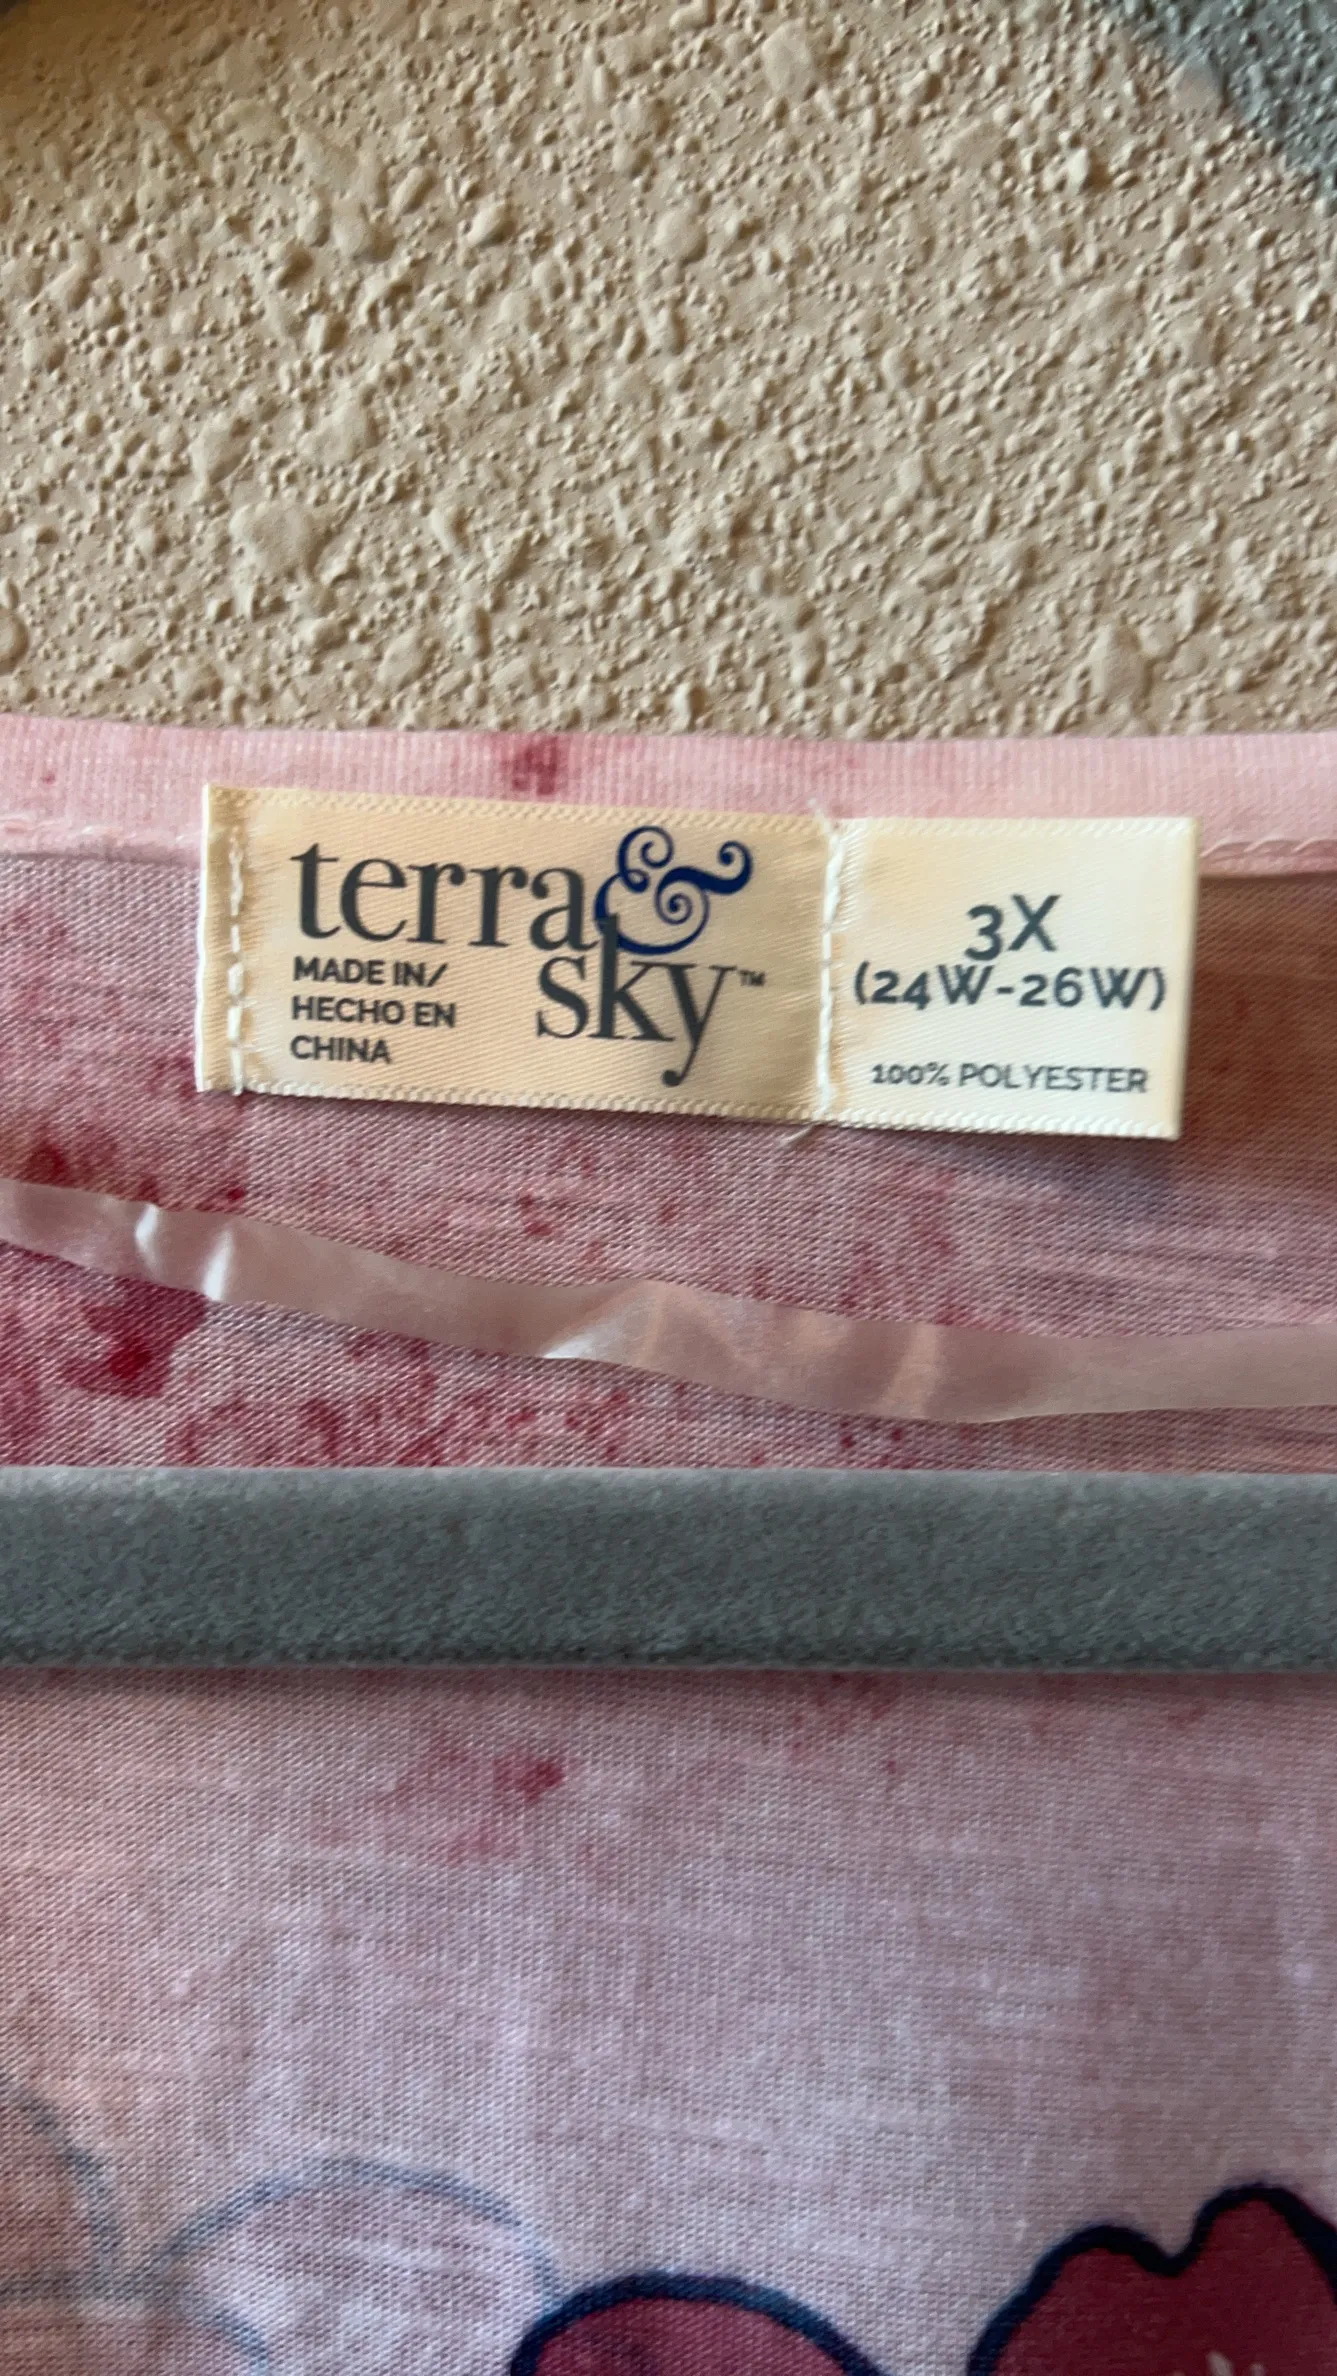 terra &
sky™
MADE IN/
HECHO EN
CHINA
3X
(24W-26W)
100% POLYESTER